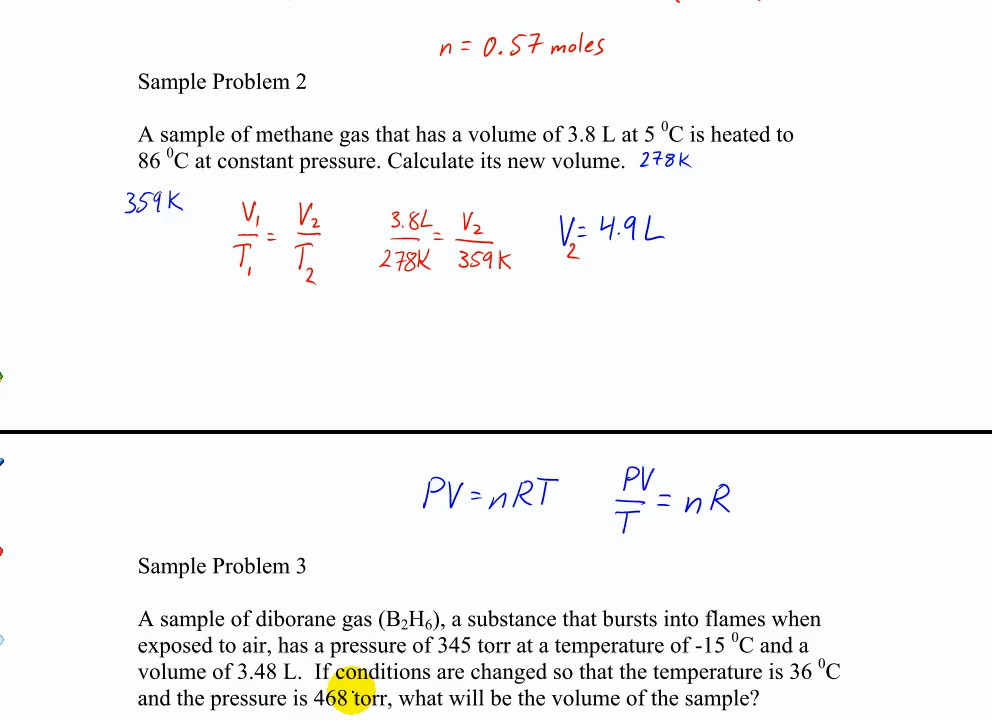 n = 0.57 moles
Sample Problem 2
A sample of methane gas that has a volume of 3.8 L at 5 ⁰C is heated to
86 ⁰C at constant pressure. Calculate its new volume. 278K
359K
V₁/T₁ = V₂/T₂ 3.8L/278K = V₂/359K V₂ = 4.9 L
PV = nRT PV/T = nR
Sample Problem 3
A sample of diborane gas (B₂H₆), a substance that bursts into flames when
exposed to air, has a pressure of 345 torr at a temperature of -15 ⁰C and a
volume of 3.48 L. If conditions are changed so that the temperature is 36 ⁰C
and the pressure is 468 torr, what will be the volume of the sample?